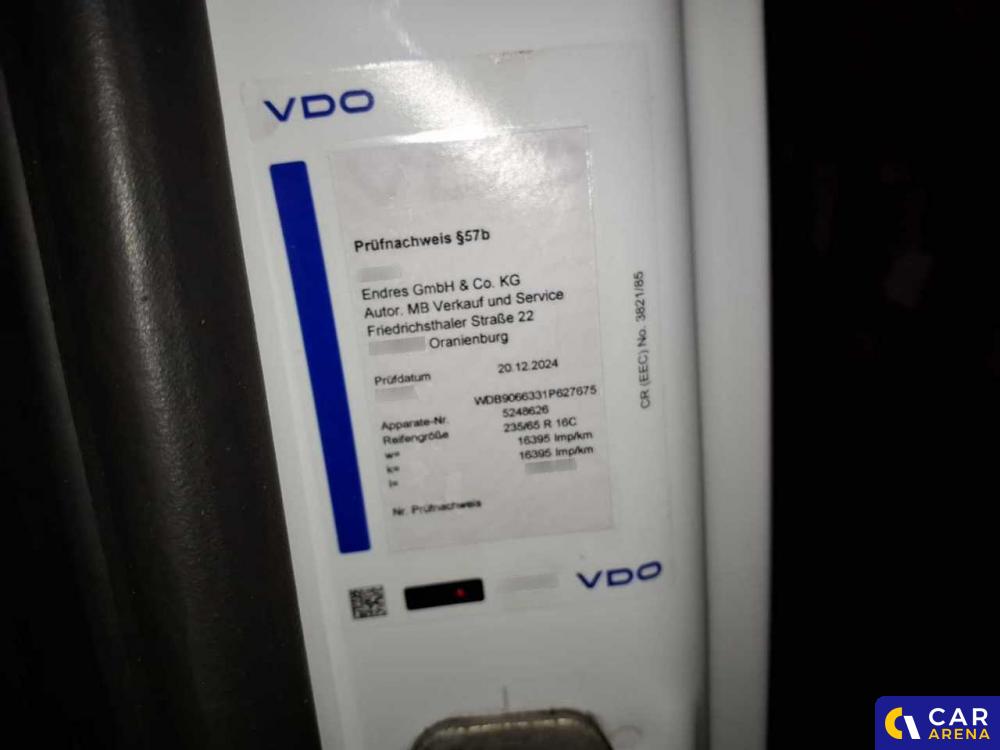 VDO
Prüfnachweis §57b
Endres GmbH & Co. KG
Autor. MB Verkauf und Service
Friedrichsthaler Straße 22
Oranienburg
Prüfdatum 20.12.2024
WDB9066331P627675
Apparate-Nr. 5248626
Reifengröße 235/65 R 16C
w= 16395 Imp/km
k= 16395 Imp/km
l=
Nr. Prüfnachweis
CR (EEC) No. 3821/85
VDO
CAR
ARENA